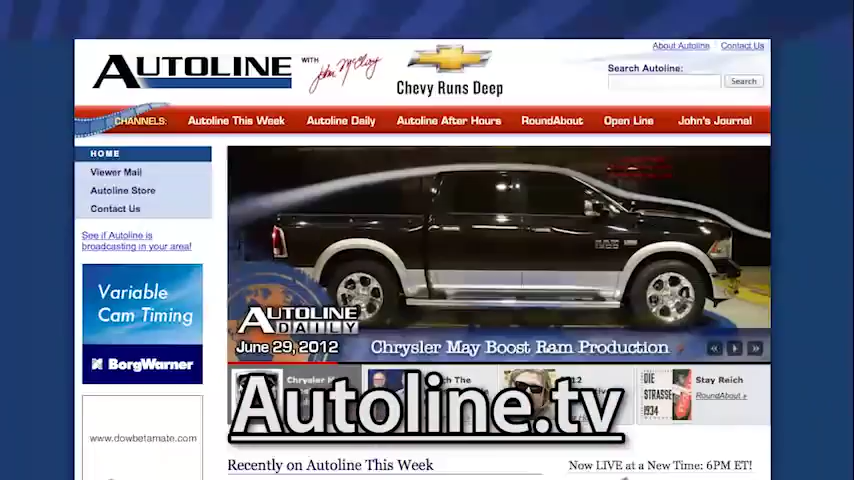 AUTOLINE
WITH
John McElroy
Chevy Runs Deep
About Autoline
Contact Us
Search Autoline:
Search
CHANNELS:
Autoline This Week
Autoline Daily
Autoline After Hours
RoundAbout
Open Line
John's Journal
HOME
Viewer Mail
Autoline Store
Contact Us
See if Autoline is
broadcasting in your area!
Variable
Cam Timing
BorgWarner
www.dowbetamate.com
AUTOLINE
DAILY
June 29, 2012
Chrysler May Boost Ram Production
DIE
STRASSE
1934
Stay Reich
RoundAbout »
Autoline.tv
Recently on Autoline This Week
Now LIVE at a New Time: 6PM ET!